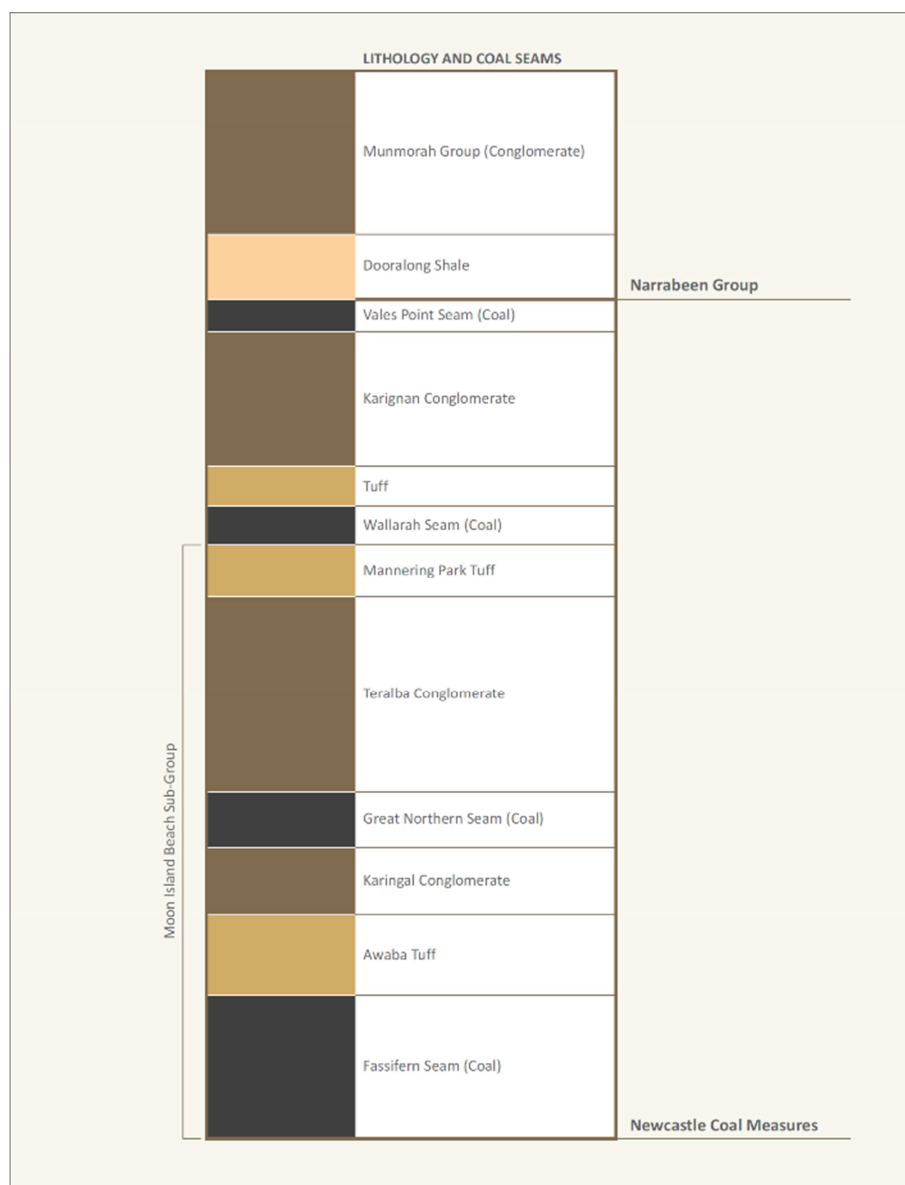 LITHOLOGY AND COAL SEAMS
Munmorah Group (Conglomerate)
Dooralong Shale
Narrabeen Group
Vales Point Seam (Coal)
Karignan Conglomerate
Tuff
Wallarah Seam (Coal)
Mannering Park Tuff
Teralba Conglomerate
Moon Island Beach Sub-Group
Great Northern Seam (Coal)
Karingal Conglomerate
Awaba Tuff
Fassifern Seam (Coal)
Newcastle Coal Measures